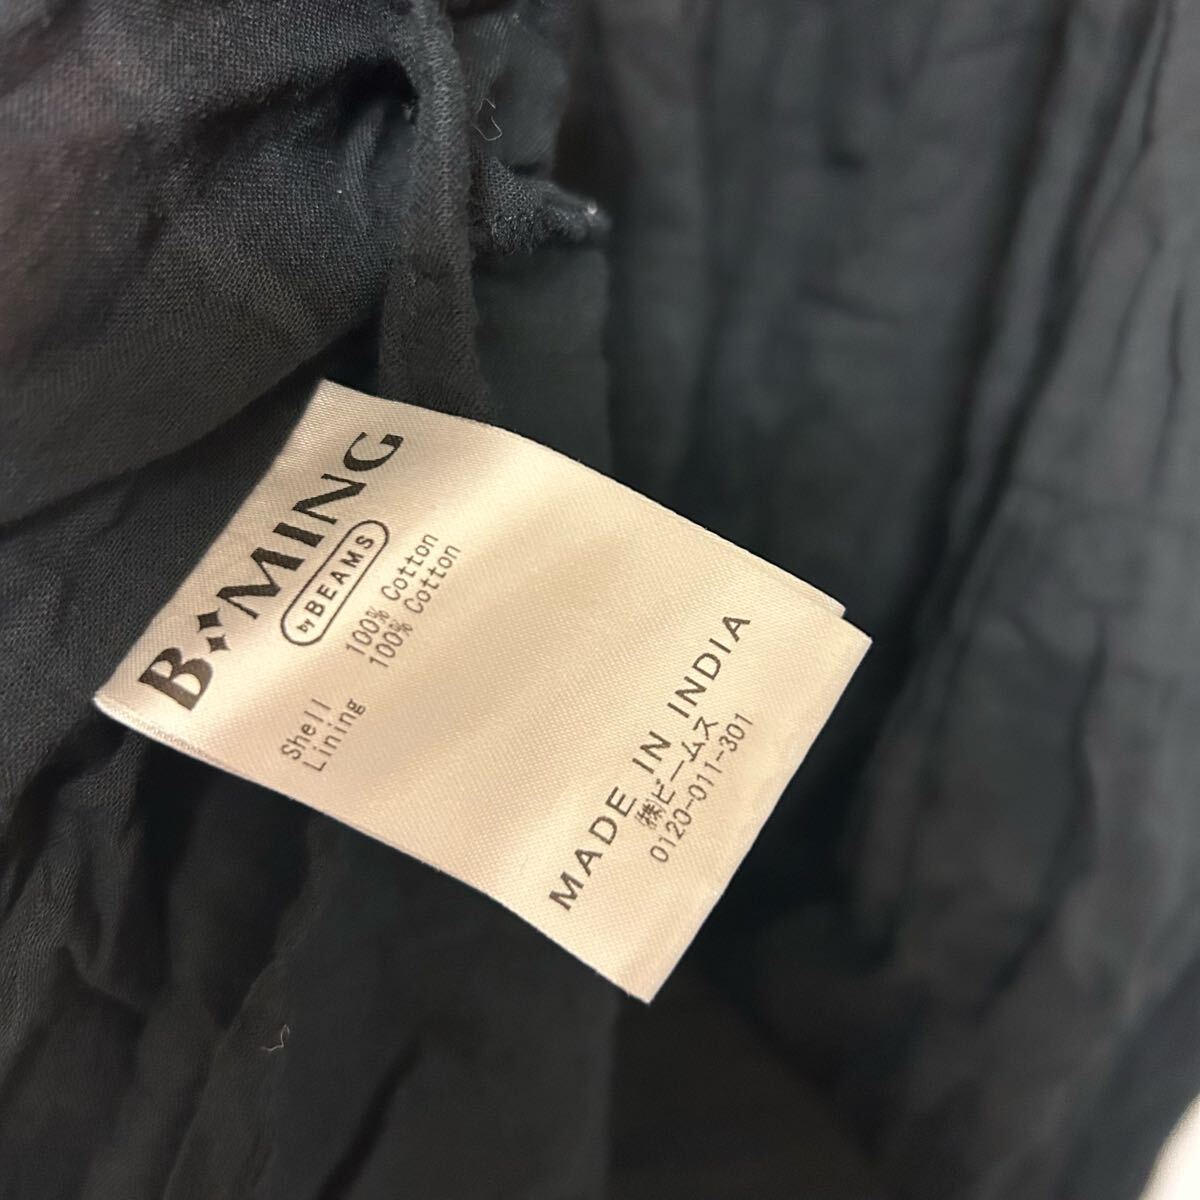 B:MING
by BEAMS
Shell 100% Cotton
Lining 100% Cotton
MADE IN INDIA
㈱ビームス
0120-011-301